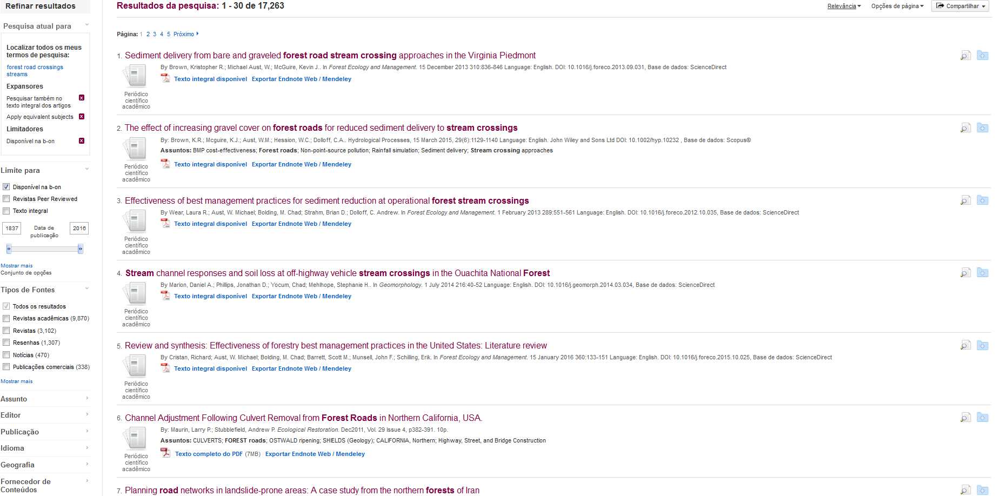 Refinar resultados
Pesquisa atual para
Localizar todos os meus
termos de pesquisa:
forest road crossings
streams
Expansores
Pesquisar também no
texto integral dos artigos
Apply equivalent subjects
Limitadores
Disponível na b-on
Limite para
Disponível na b-on
Revistas Peer Reviewed
Texto integral
1837 Data de publicação 2016
Mostrar mais
Conjunto de opções
Tipos de Fontes
Todos os resultados
Revistas acadêmicas (9,870)
Revistas (3,102)
Resenhas (1,307)
Notícias (470)
Publicações comerciais (338)
Mostrar mais
Assunto
Editor
Publicação
Idioma
Geografia
Fornecedor de
Conteúdos
Resultados da pesquisa: 1 - 30 de 17,263
Relevância Opções de página Compartilhar
Página: 1 2 3 4 5 Próximo
1. Sediment delivery from bare and graveled forest road stream crossing approaches in the Virginia Piedmont
By Brown, Kristopher R.; Michael Aust, W.; McGuire, Kevin J.. In Forest Ecology and Management. 15 December 2013 310:836-846 Language: English. DOI: 10.1016/j.foreco.2013.09.031, Base de dados: ScienceDirect
Texto integral disponível Exportar Endnote Web / Mendeley
Periódico
científico
acadêmico
2. The effect of increasing gravel cover on forest roads for reduced sediment delivery to stream crossings
By: Brown, K.R.; Mcguire, K.J.; Aust, W.M.; Hession, W.C.; Dolloff, C.A.. Hydrological Processes, 15 March 2015, 29(6):1129-1140 Language: English. John Wiley and Sons Ltd DOI: 10.1002/hyp.10232 , Base de dados: Scopus®
Assuntos: BMP cost-effectiveness; Forest roads; Non-point-source pollution; Rainfall simulation; Sediment delivery; Stream crossing approaches
Texto integral disponível Exportar Endnote Web / Mendeley
Periódico
científico
acadêmico
3. Effectiveness of best management practices for sediment reduction at operational forest stream crossings
By Wear, Laura R.; Aust, W. Michael; Bolding, M. Chad; Strahm, Brian D.; Dolloff, C. Andrew. In Forest Ecology and Management. 1 February 2013 289:551-561 Language: English. DOI: 10.1016/j.foreco.2012.10.035, Base de dados: ScienceDirect
Texto integral disponível Exportar Endnote Web / Mendeley
Periódico
científico
acadêmico
4. Stream channel responses and soil loss at off-highway vehicle stream crossings in the Ouachita National Forest
By Marion, Daniel A.; Phillips, Jonathan D.; Yocum, Chad; Mehlhope, Stephanie H.. In Geomorphology. 1 July 2014 216:40-52 Language: English. DOI: 10.1016/j.geomorph.2014.03.034, Base de dados: ScienceDirect
Texto integral disponível Exportar Endnote Web / Mendeley
Periódico
científico
acadêmico
5. Review and synthesis: Effectiveness of forestry best management practices in the United States: Literature review
By Cristan, Richard; Aust, W. Michael; Bolding, M. Chad; Barrett, Scott M.; Munsell, John F.; Schilling, Erik. In Forest Ecology and Management. 15 January 2016 360:133-151 Language: English. DOI: 10.1016/j.foreco.2015.10.025, Base de dados: ScienceDirect
Texto integral disponível Exportar Endnote Web / Mendeley
Periódico
científico
acadêmico
6. Channel Adjustment Following Culvert Removal from Forest Roads in Northern California, USA.
By: Maurin, Larry P.; Stubblefield, Andrew P. Ecological Restoration. Dec2011, Vol. 29 Issue 4, p382-391. 10p.
Assuntos: CULVERTS; FOREST roads; OSTWALD ripening; SHIELDS (Geology); CALIFORNIA, Northern; Highway, Street, and Bridge Construction
Texto completo do PDF (7MB) Exportar Endnote Web / Mendeley
Periódico
científico
acadêmico
7. Planning road networks in landslide-prone areas: A case study from the northern forests of Iran